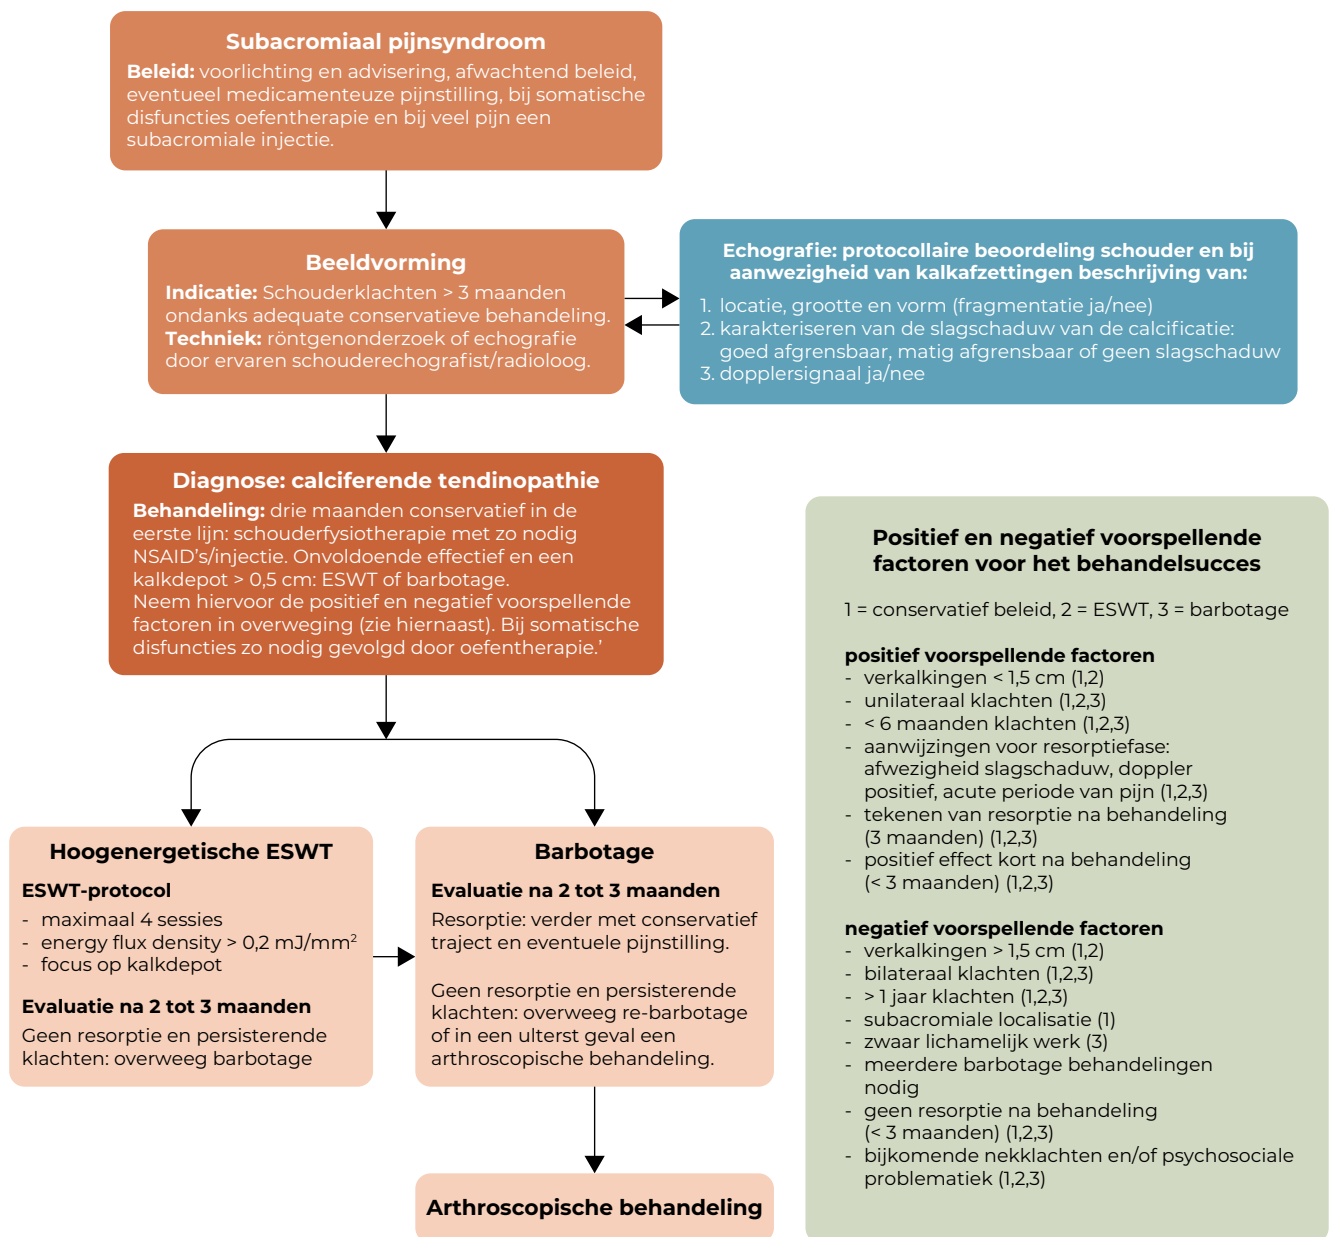 Subacromiaal pijnsyndroom
Beleid: voorlichting en advisering, afwachtend beleid,
eventueel medicamenteuze pijnstilling, bij somatische
disfuncties oefentherapie en bij veel pijn een
subacromiale injectie.
Beeldvorming
Indicatie: Schouderklachten > 3 maanden
ondanks adequate conservatieve behandeling.
Techniek: röntgenonderzoek of echografie
door ervaren schouderechografist/radioloog.
Echografie: protocollaire beoordeling schouder en bij
aanwezigheid van kalkafzettingen beschrijving van:
1. locatie, grootte en vorm (fragmentatie ja/nee)
2. karakteriseren van de slagschaduw van de calcificatie:
goed afgrensbaar, matig afgrensbaar of geen slagschaduw
3. dopplersignaal ja/nee
Diagnose: calciferende tendinopathie
Behandeling: drie maanden conservatief in de
eerste lijn: schouderfysiotherapie met zo nodig
NSAID's/injectie. Onvoldoende effectief en een
kalkdepot > 0,5 cm: ESWT of barbotage.
Neem hiervoor de positief en negatief voorspellende
factoren in overweging (zie hiernaast). Bij somatische
disfuncties zo nodig gevolgd door oefentherapie.’
Hoogenergetische ESWT
ESWT-protocol
- maximaal 4 sessies
- energy flux density > 0,2 mJ/mm²
- focus op kalkdepot
Evaluatie na 2 tot 3 maanden
Geen resorptie en persisterende
klachten: overweeg barbotage
Barbotage
Evaluatie na 2 tot 3 maanden
Resorptie: verder met conservatief
traject en eventuele pijnstilling.
Geen resorptie en persisterende
klachten: overweeg re-barbotage
of in een ulterst geval een
arthroscopische behandeling.
Arthroscopische behandeling
Positief en negatief voorspellende
factoren voor het behandelsucces
1 = conservatief beleid, 2 = ESWT, 3 = barbotage
positief voorspellende factoren
- verkalkingen < 1,5 cm (1,2)
- unilateraal klachten (1,2,3)
- < 6 maanden klachten (1,2,3)
- aanwijzingen voor resorptiefase:
afwezigheid slagschaduw, doppler
positief, acute periode van pijn (1,2,3)
- tekenen van resorptie na behandeling
(3 maanden) (1,2,3)
- positief effect kort na behandeling
(< 3 maanden) (1,2,3)
negatief voorspellende factoren
- verkalkingen > 1,5 cm (1,2)
- bilateraal klachten (1,2,3)
- > 1 jaar klachten (1,2,3)
- subacromiale localisatie (1)
- zwaar lichamelijk werk (3)
- meerdere barbotage behandelingen
nodig
- geen resorptie na behandeling
(< 3 maanden) (1,2,3)
- bijkomende nekklachten en/of psychosociale
problematiek (1,2,3)